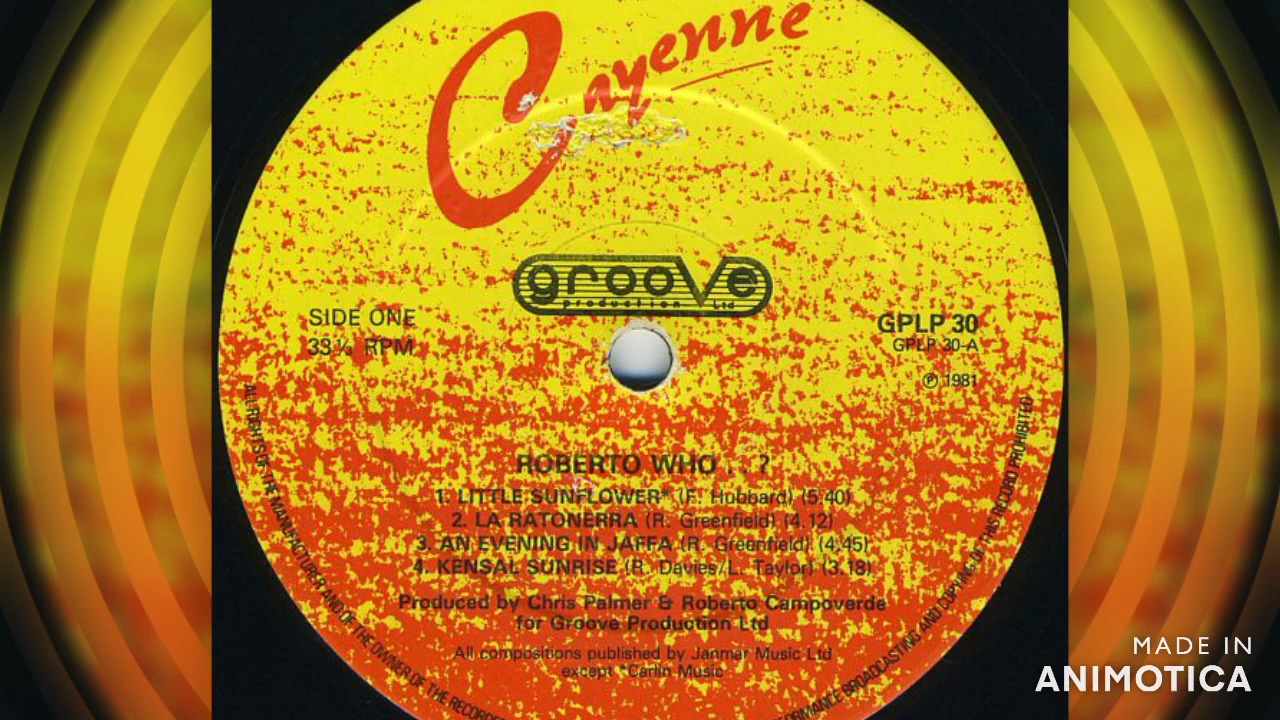 Cayenne
groove
production Ltd
SIDE ONE
33⅓ RPM
GPLP 30
GPLP 30-A
℗ 1981
ROBERTO WHO . . ?
1. LITTLE SUNFLOWER* (F. Hubbard) (5.40)
2. LA RATONERRA (R. Greenfield) (4.12)
3. AN EVENING IN JAFFA (R. Greenfield) (4.45)
4. KENSAL SUNRISE (R. Davies/L. Taylor) (3.18)
Produced by Chris Palmer & Roberto Campoverde
for Groove Production Ltd
All compositions published by Janmar Music Ltd
except *Carlin Music
ALL RIGHTS OF THE MANUFACTURER AND OF THE OWNER OF THE RECORDED
PERFORMANCE BROADCASTING AND COPYING OF THIS RECORD PROHIBITED
MADE IN
ANIMOTICA